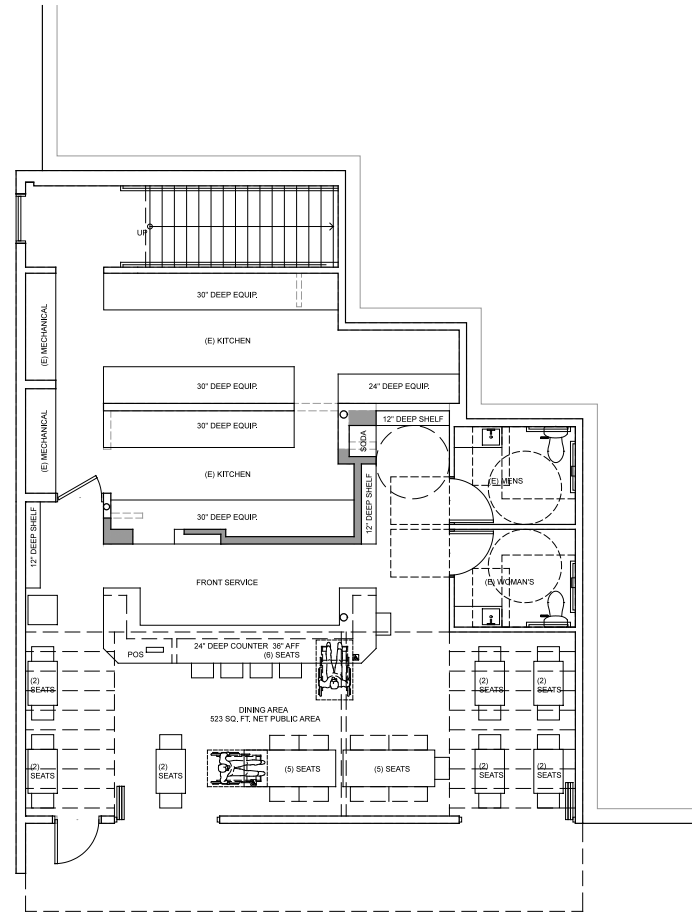 UP
30" DEEP EQUIP.
(E) MECHANICAL
(E) KITCHEN
30" DEEP EQUIP.
24" DEEP EQUIP.
(E) MECHANICAL
30" DEEP EQUIP.
SODA
12" DEEP SHELF
(E) KITCHEN
(E) MENS
12" DEEP SHELF
12" DEEP SHELF
30" DEEP EQUIP.
FRONT SERVICE
(E) WOMAN'S
POS
24" DEEP COUNTER 36" AFF
(6) SEATS
(2)
SEATS
(2)
SEATS
(2)
SEATS
DINING AREA
523 SQ. FT. NET PUBLIC AREA
(2)
SEATS
(2)
SEATS
(5) SEATS
(5) SEATS
(2)
SEATS
(2)
SEATS